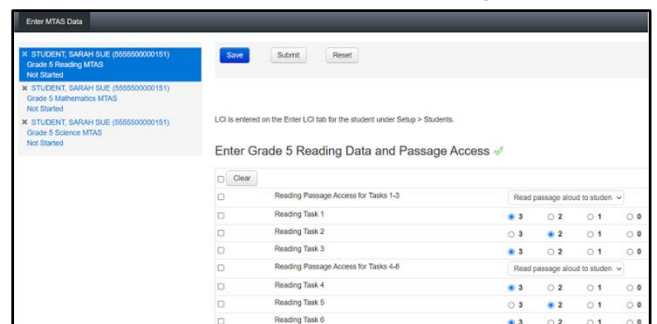 Enter MTAS Data
× STUDENT, SARAH SUE (5555500000151)
Grade 5 Reading MTAS
Not Started
× STUDENT, SARAH SUE (5555500000151)
Grade 5 Mathematics MTAS
Not Started
× STUDENT, SARAH SUE (5555500000151)
Grade 5 Science MTAS
Not Started
Save Submit Reset
LCI is entered on the Enter LCI tab for the student under Setup > Students.
Enter Grade 5 Reading Data and Passage Access
Clear
Reading Passage Access for Tasks 1-3 Read passage aloud to studen
Reading Task 1 3 2 1 0
Reading Task 2 3 2 1 0
Reading Task 3 3 2 1 0
Reading Passage Access for Tasks 4-6 Read passage aloud to studen
Reading Task 4 3 2 1 0
Reading Task 5 3 2 1 0
Reading Task 6 3 2 1 0